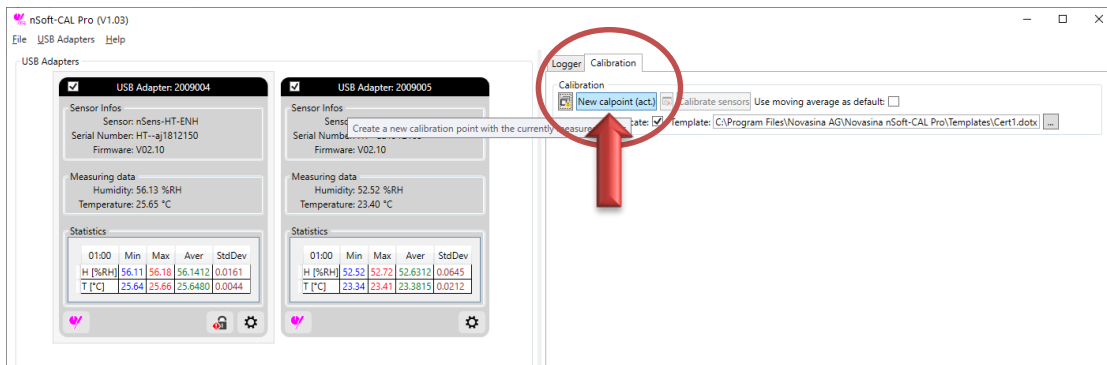 nSoft-CAL Pro (V1.03)
File USB Adapters Help
USB Adapters
USB Adapter: 2009004
Sensor Infos
Sensor: nSens-HT-ENH
Serial Number: HT--aj1812150
Firmware: V02.10
Measuring data
Humidity: 56.13 %RH
Temperature: 25.65 °C
Statistics
01:00 Min Max Aver StdDev
H [%RH] 56.11 56.18 56.1412 0.0161
T [°C] 25.64 25.66 25.6480 0.0044
USB Adapter: 2009005
Sensor Infos
Serial
Firmware: V02.10
Create a new calibration point with the currently
Measuring data
Humidity: 52.52 %RH
Temperature: 23.40 °C
Statistics
01:00 Min Max Aver StdDev
H [%RH] 52.52 52.72 52.6312 0.0645
T [°C] 23.34 23.41 23.3815 0.0212
Logger Calibration
Calibration
New calpoint (act.) Calibrate sensors Use moving average as default:
Template: C:\Program Files\Novasina AG\Novasina nSoft-CAL Pro\Templates\Cert1.dotx ...